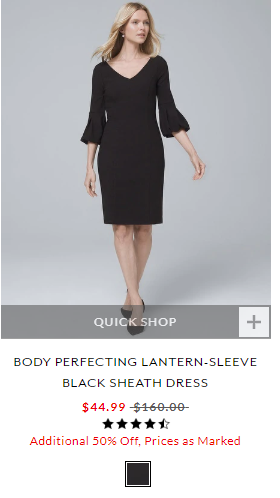 QUICK SHOP +
BODY PERFECTING LANTERN-SLEEVE
BLACK SHEATH DRESS
$44.99 $160.00
Additional 50% Off, Prices as Marked